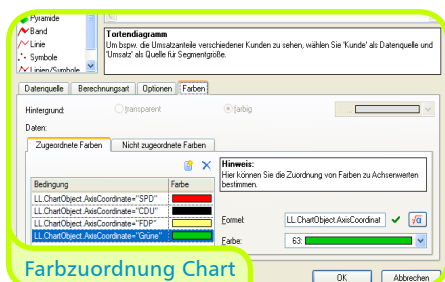 Pyramide
Band
Linie
Symbole
Linien/Symbole
Tortendiagramm
Um bspw. die Umsatzanteile verschiedener Kunden zu sehen, wählen Sie 'Kunde' als Datenquelle und
'Umsatz' als Quelle für Segmentgröße.
Datenquelle Berechnungsart Optionen Farben
Hintergrund: transparent farbig
Daten:
Zugeordnete Farben Nicht zugeordnete Farben
Hinweis:
Hier können Sie die Zuordnung von Farben zu Achsenwerten
bestimmen.
Bedingung Farbe
LL.ChartObject.AxisCoordinate="SPD"
LL.ChartObject.AxisCoordinate="CDU"
LL.ChartObject.AxisCoordinate="FDP"
LL.ChartObject.AxisCoordinate="Grüne"
Formel: LL.ChartObject.AxisCoordinat
Farbe: 63:
Farbzuordnung Chart
OK Abbrechen